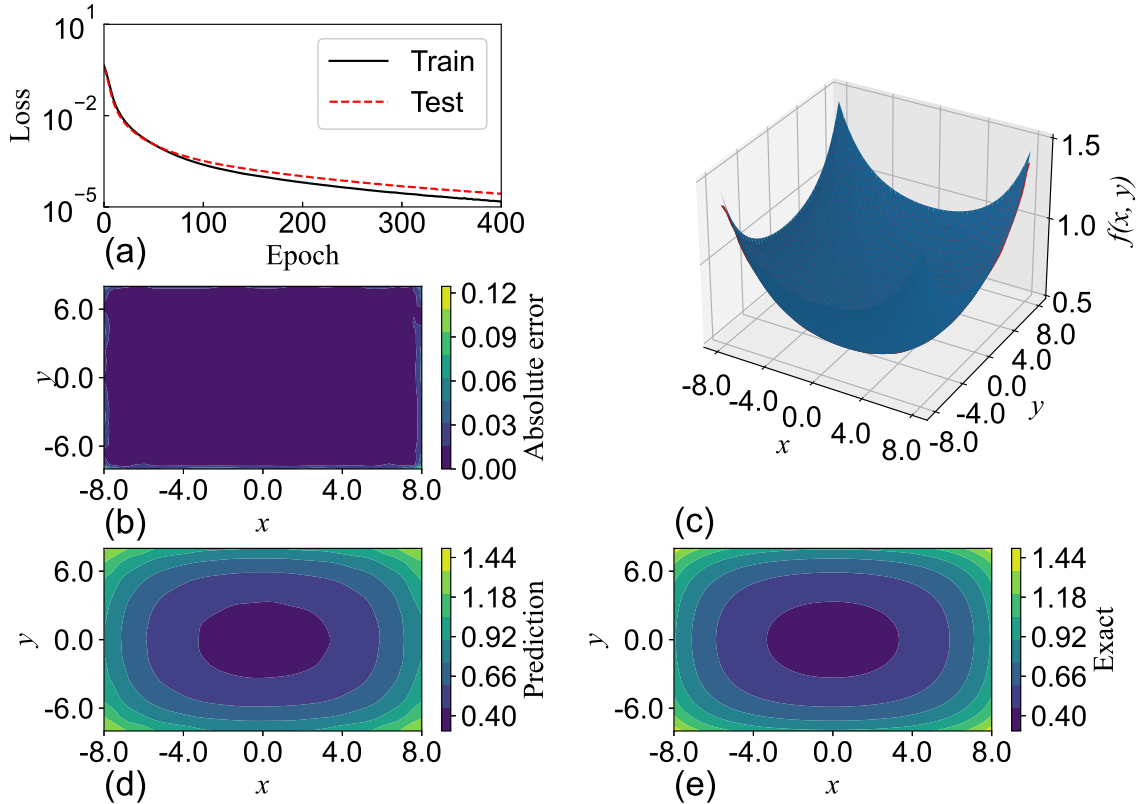 10^1
10^-2
10^-5
Loss
Train
Test
0 100 200 300 400
Epoch
(a)
1.5
1.0
0.5
f(x, y)
8.0
4.0
0.0
-4.0
-8.0
y
-8.0
-4.0
0.0
4.0
8.0
x
(c)
6.0
0.0
-6.0
y
-8.0 -4.0 0.0 4.0 8.0
x
(b)
0.12
0.09
0.06
0.03
0.00
Absolute error
6.0
0.0
-6.0
y
-8.0 -4.0 0.0 4.0 8.0
x
(d)
1.44
1.18
0.92
0.66
0.40
Prediction
6.0
0.0
-6.0
y
-8.0 -4.0 0.0 4.0 8.0
x
(e)
1.44
1.18
0.92
0.66
0.40
Exact